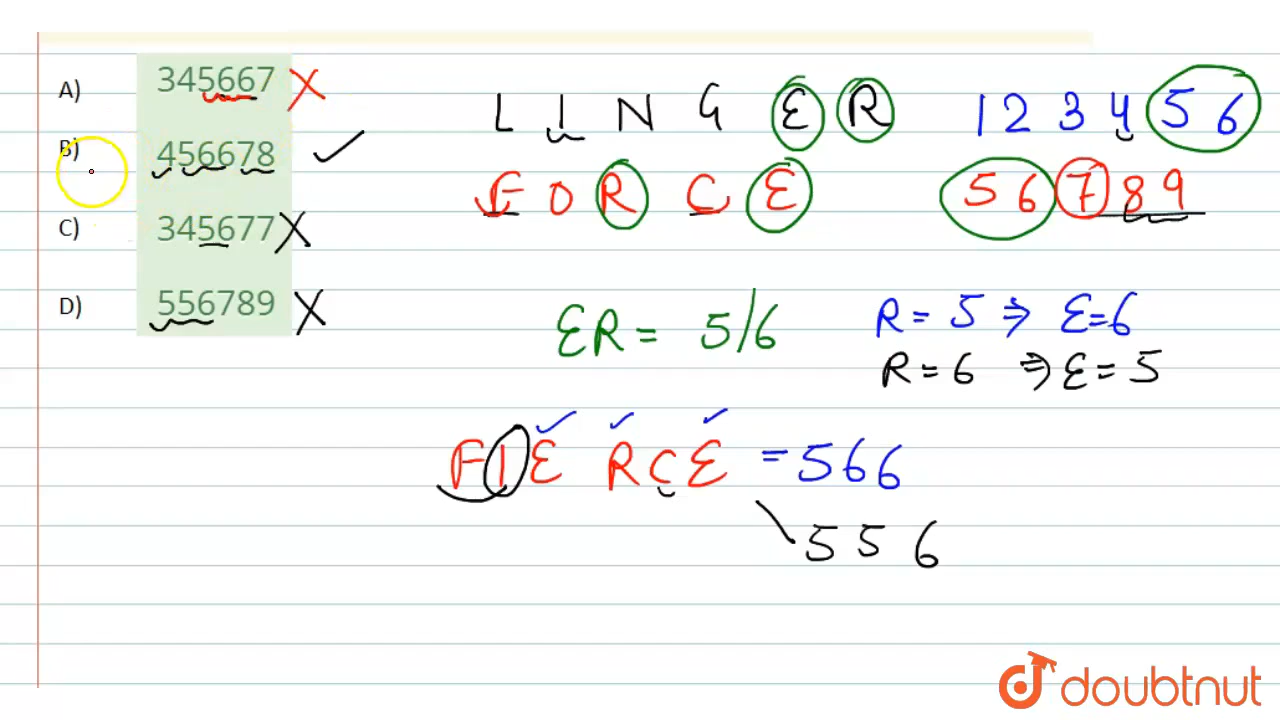 A) 345667 X
B) 456678 ✓
C) 345677 X
D) 556789 X
L I N G E R 1 2 3 4 5 6
F O R C E 5 6 7 8 9
ER = 5/6
R = 5 ⇒ E=6
R = 6 ⇒ E = 5
F I E R C E = 566
556
doubtnut